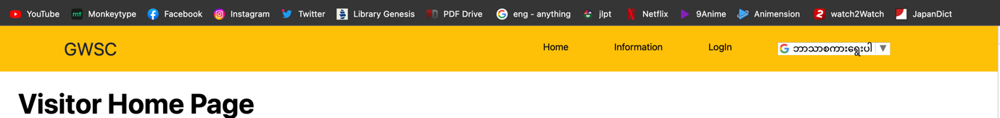 YouTube Monkeytype Facebook Instagram Twitter Library Genesis PDF Drive eng - anything jlpt Netflix 9Anime Animension watch2Watch JapanDict
GWSC Home Information LogIn ဘာသာစကားရွေးပါ ▼
Visitor Home Page